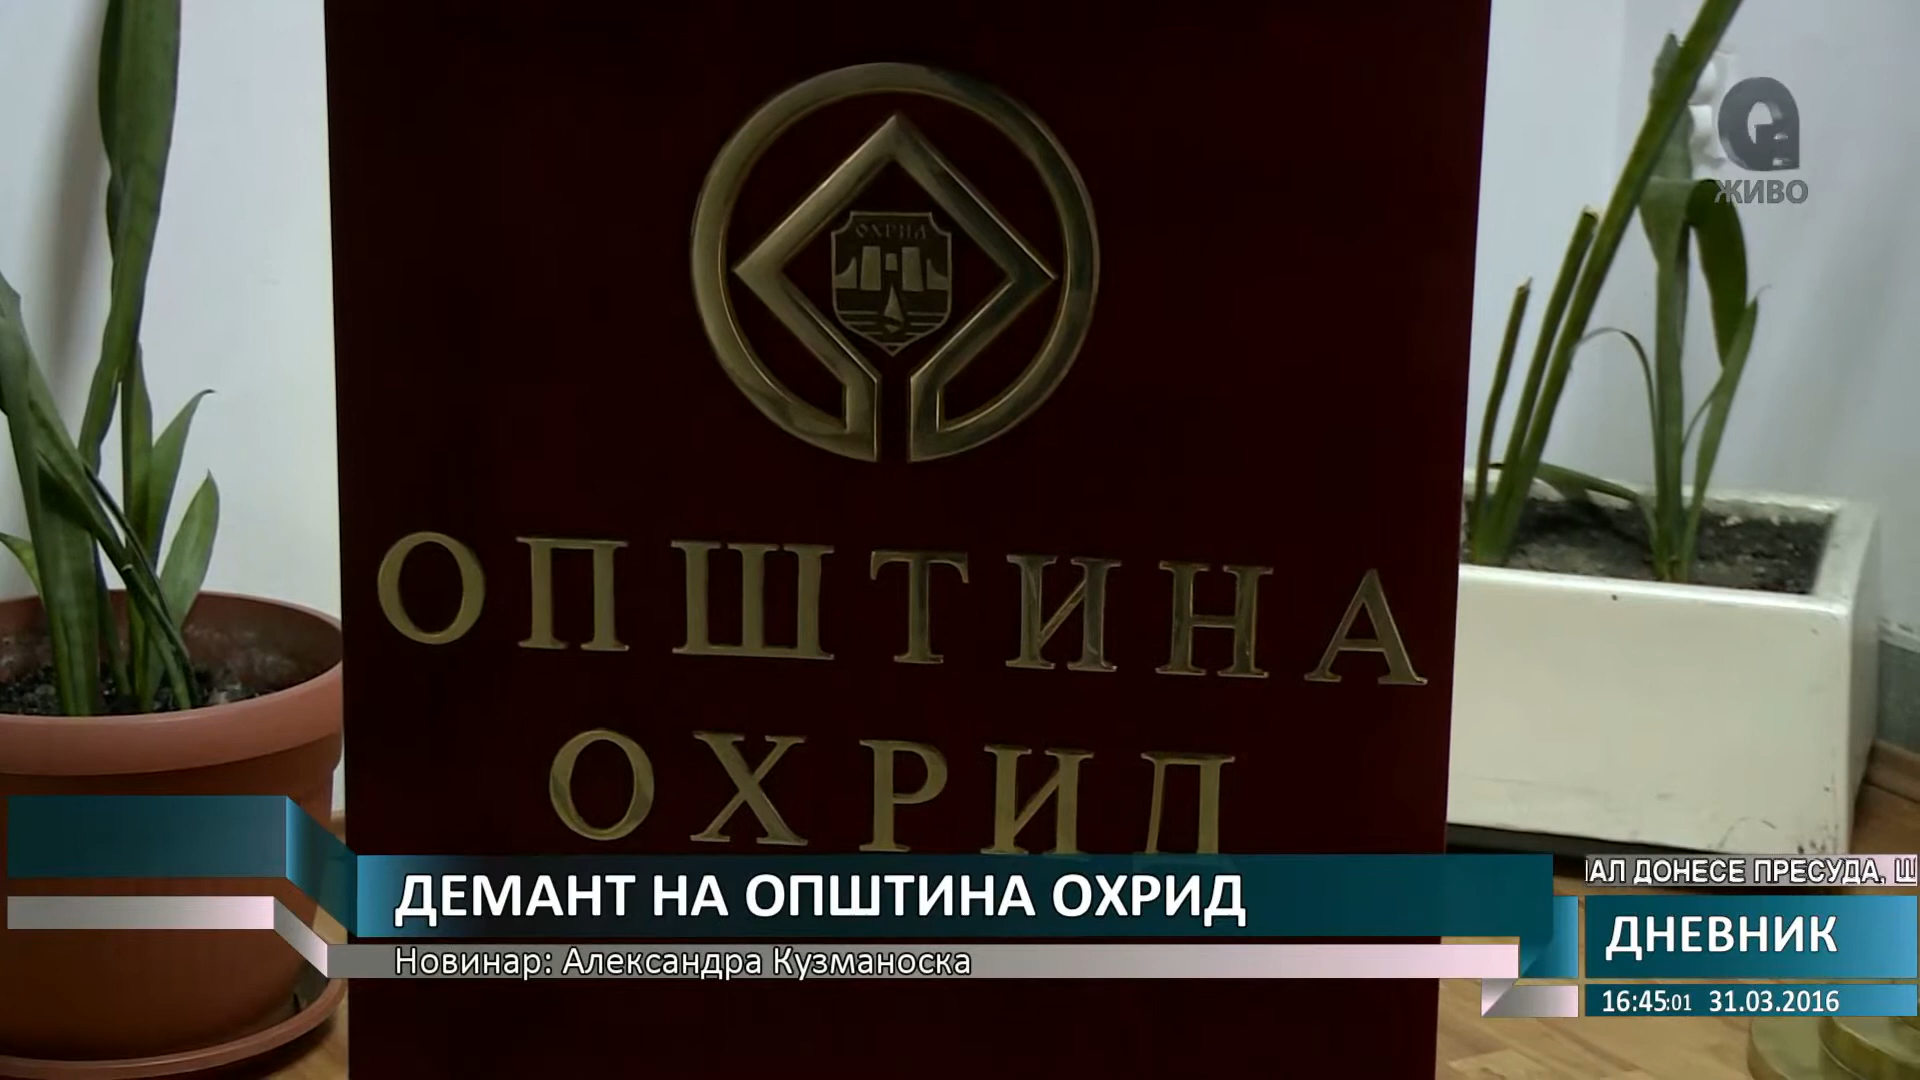 ЖИВО
ОХРИД
ОПШТИНА
ОХРИД
ДЕМАНТ НА ОПШТИНА ОХРИД
Новинар: Александра Кузманоска
ДОНЕСЕ ПРЕСУДА.
ДНЕВНИК
16:45:01 31.03.2016